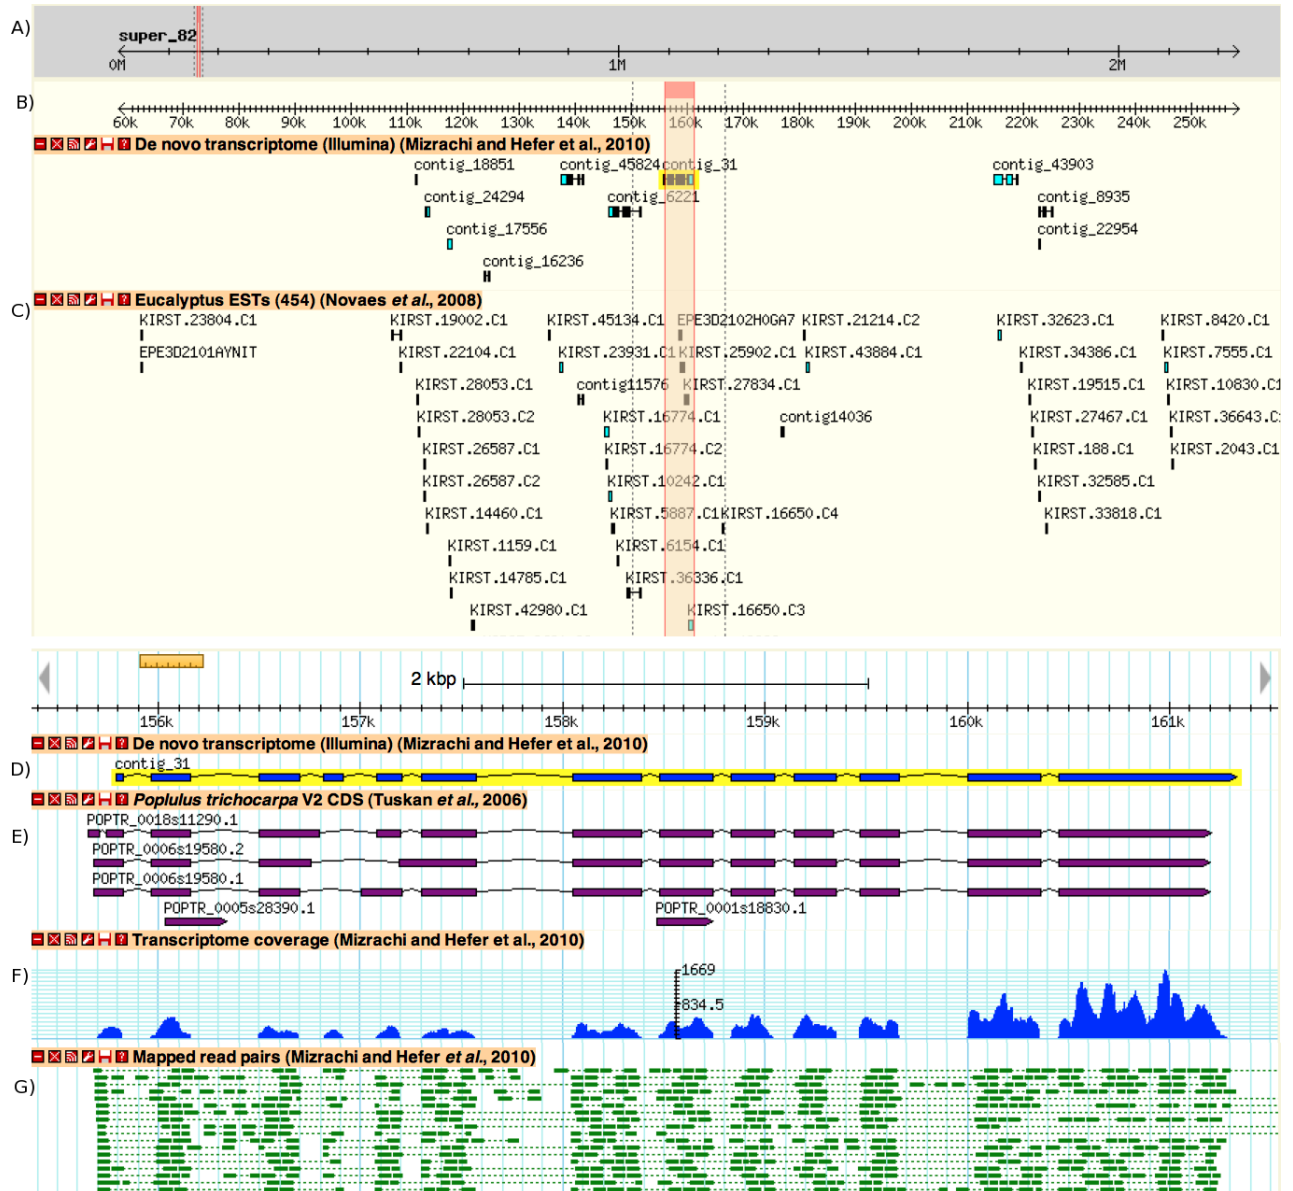 A)
super_82
0M 1M 2M
B)
60k 70k 80k 90k 100k 110k 120k 130k 140k 150k 160k 170k 180k 190k 200k 210k 220k 230k 240k 250k
De novo transcriptome (Illumina) (Mizrachi and Hefer et al., 2010)
contig_18851 contig_45824 contig_31 contig_43903
contig_24294 contig_6221 contig_8935
contig_17556 contig_22954
contig_16236
C)
Eucalyptus ESTs (454) (Novaes et al., 2008)
KIRST.23804.C1 KIRST.19002.C1 KIRST.45134.C1 EPE3D2102H0GA7 KIRST.21214.C2 KIRST.32623.C1 KIRST.8420.C1
EPE3D2101AYNIT KIRST.22104.C1 KIRST.23931.C1 KIRST.25902.C1 KIRST.43884.C1 KIRST.34386.C1 KIRST.7555.C1
KIRST.28053.C1 contig11576 KIRST.27834.C1 KIRST.19515.C1 KIRST.10830.C1
KIRST.28053.C2 KIRST.16774.C1 contig14036 KIRST.27467.C1 KIRST.36643.C
KIRST.26587.C1 KIRST.16774.C2 KIRST.188.C1 KIRST.2043.C1
KIRST.26587.C2 KIRST.10242.C1 KIRST.32585.C1
KIRST.14460.C1 KIRST.5887.C1 KIRST.16650.C4 KIRST.33818.C1
KIRST.1159.C1 KIRST.6154.C1
KIRST.14785.C1 KIRST.36336.C1
KIRST.42980.C1 KIRST.16650.C3
2 kbp
156k 157k 158k 159k 160k 161k
De novo transcriptome (Illumina) (Mizrachi and Hefer et al., 2010)
D)
contig_31
Poplulus trichocarpa V2 CDS (Tuskan et al., 2006)
E)
POPTR_0018s11290.1
POPTR_0006s19580.2
POPTR_0006s19580.1
POPTR_0005s28390.1 POPTR_0001s18830.1
Transcriptome coverage (Mizrachi and Hefer et al., 2010)
F)
1669
834.5
Mapped read pairs (Mizrachi and Hefer et al., 2010)
G)